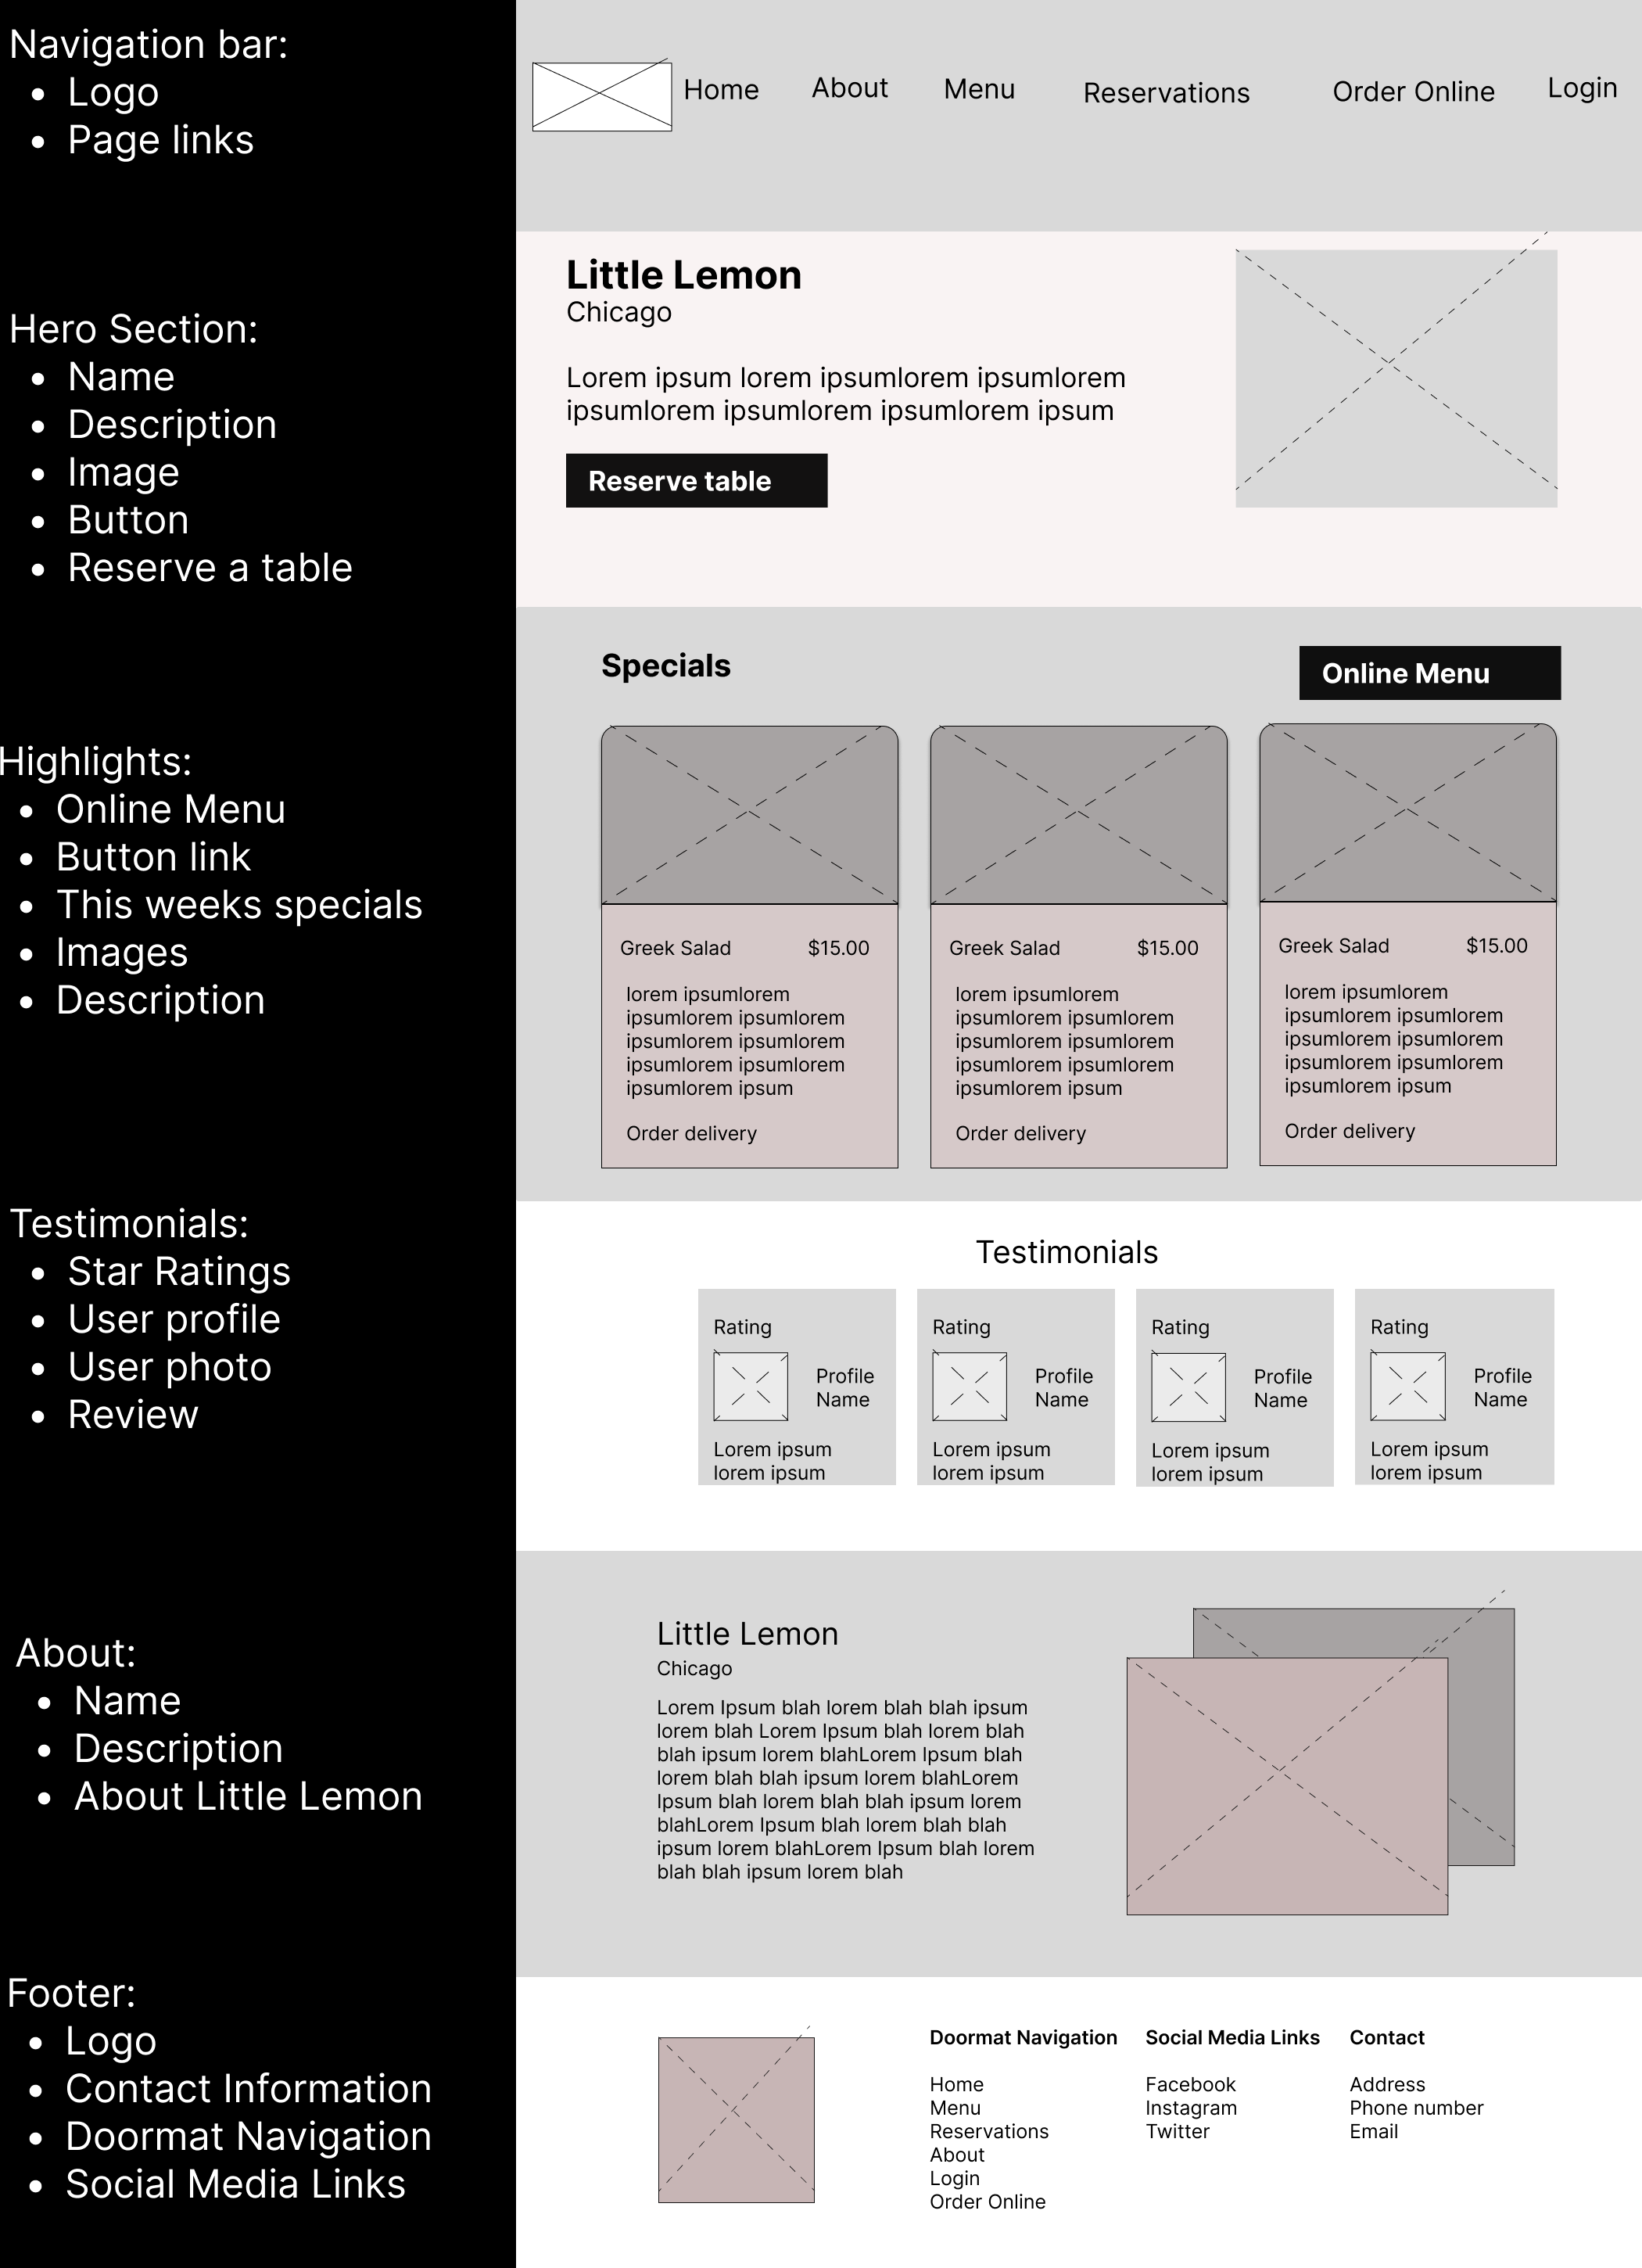 Navigation bar:
• Logo
• Page links
Hero Section:
• Name
• Description
• Image
• Button
• Reserve a table
Highlights:
• Online Menu
• Button link
• This weeks specials
• Images
• Description
Testimonials:
• Star Ratings
• User profile
• User photo
• Review
About:
• Name
• Description
• About Little Lemon
Footer:
• Logo
• Contact Information
• Doormat Navigation
• Social Media Links
Home About Menu Reservations Order Online Login
Little Lemon
Chicago
Lorem ipsum lorem ipsumlorem ipsumlorem
ipsumlorem ipsumlorem ipsumlorem ipsum
Reserve table
Specials
Online Menu
Greek Salad $15.00
lorem ipsumlorem
ipsumlorem ipsumlorem
ipsumlorem ipsumlorem
ipsumlorem ipsumlorem
ipsumlorem ipsum
Order delivery
Greek Salad $15.00
lorem ipsumlorem
ipsumlorem ipsumlorem
ipsumlorem ipsumlorem
ipsumlorem ipsumlorem
ipsumlorem ipsum
Order delivery
Greek Salad $15.00
lorem ipsumlorem
ipsumlorem ipsumlorem
ipsumlorem ipsumlorem
ipsumlorem ipsumlorem
ipsumlorem ipsum
Order delivery
Testimonials
Rating
Profile
Name
Lorem ipsum
lorem ipsum
Rating
Profile
Name
Lorem ipsum
lorem ipsum
Rating
Profile
Name
Lorem ipsum
lorem ipsum
Rating
Profile
Name
Lorem ipsum
lorem ipsum
Little Lemon
Chicago
Lorem Ipsum blah lorem blah blah ipsum
lorem blah Lorem Ipsum blah lorem blah
blah ipsum lorem blahLorem Ipsum blah
lorem blah blah ipsum lorem blahLorem
Ipsum blah lorem blah blah ipsum lorem
blahLorem Ipsum blah lorem blah blah
ipsum lorem blahLorem Ipsum blah lorem
blah blah ipsum lorem blah
Doormat Navigation
Home
Menu
Reservations
About
Login
Order Online
Social Media Links
Facebook
Instagram
Twitter
Contact
Address
Phone number
Email